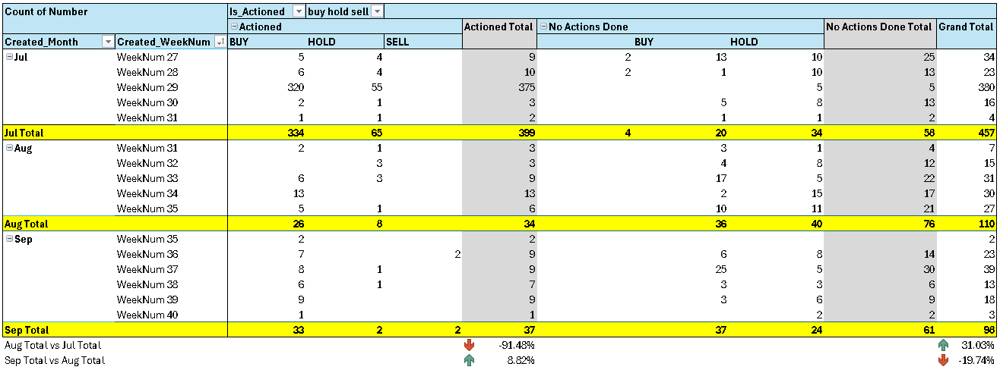 Count of Number Is_Actioned buy hold sell
Actioned Actioned Total No Actions Done No Actions Done Total Grand Total
Created_Month Created_WeekNum BUY HOLD SELL BUY HOLD
Jul WeekNum 27 5 4 9 2 13 10 25 34
WeekNum 28 6 4 10 2 1 10 13 23
WeekNum 29 320 55 375 5 5 380
WeekNum 30 2 1 3 5 8 13 16
WeekNum 31 1 1 2 1 1 2 4
Jul Total 334 65 399 4 20 34 58 457
Aug WeekNum 31 2 1 3 3 1 4 7
WeekNum 32 3 3 4 8 12 15
WeekNum 33 6 3 9 17 5 22 31
WeekNum 34 13 13 2 15 17 30
WeekNum 35 5 1 6 10 11 21 27
Aug Total 26 8 34 36 40 76 110
Sep WeekNum 35 2 2 2
WeekNum 36 7 2 9 6 8 14 23
WeekNum 37 8 1 9 25 5 30 39
WeekNum 38 6 1 7 3 3 6 13
WeekNum 39 9 9 3 6 9 18
WeekNum 40 1 1 2 2 3
Sep Total 33 2 2 37 37 24 61 98
Aug Total vs Jul Total -91.48% 31.03%
Sep Total vs Aug Total 8.82% -19.74%